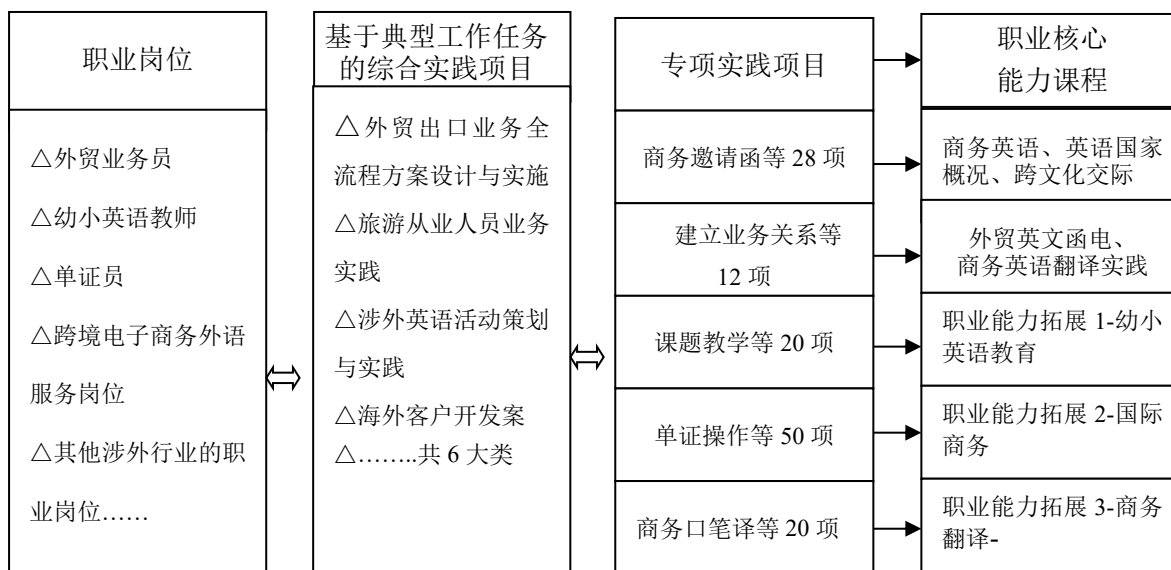 职业岗位
△外贸业务员
△幼小英语教师
△单证员
△跨境电子商务外语
服务岗位
△其他涉外行业的职
业岗位……
基于典型工作任务
的综合实践项目
△外贸出口业务全
流程方案设计与实施
△旅游从业人员业务
实践
△涉外英语活动策划
与实践
△海外客户开发案
△……..共 6 大类
专项实践项目
商务邀请函等 28 项
建立业务关系等
12 项
课题教学等 20 项
单证操作等 50 项
商务口笔译等 20 项
职业核心
能力课程
商务英语、英语国家
概况、跨文化交际
外贸英文函电、
商务英语翻译实践
职业能力拓展 1-幼小
英语教育
职业能力拓展 2-国际
商务
职业能力拓展 3-商务
翻译-